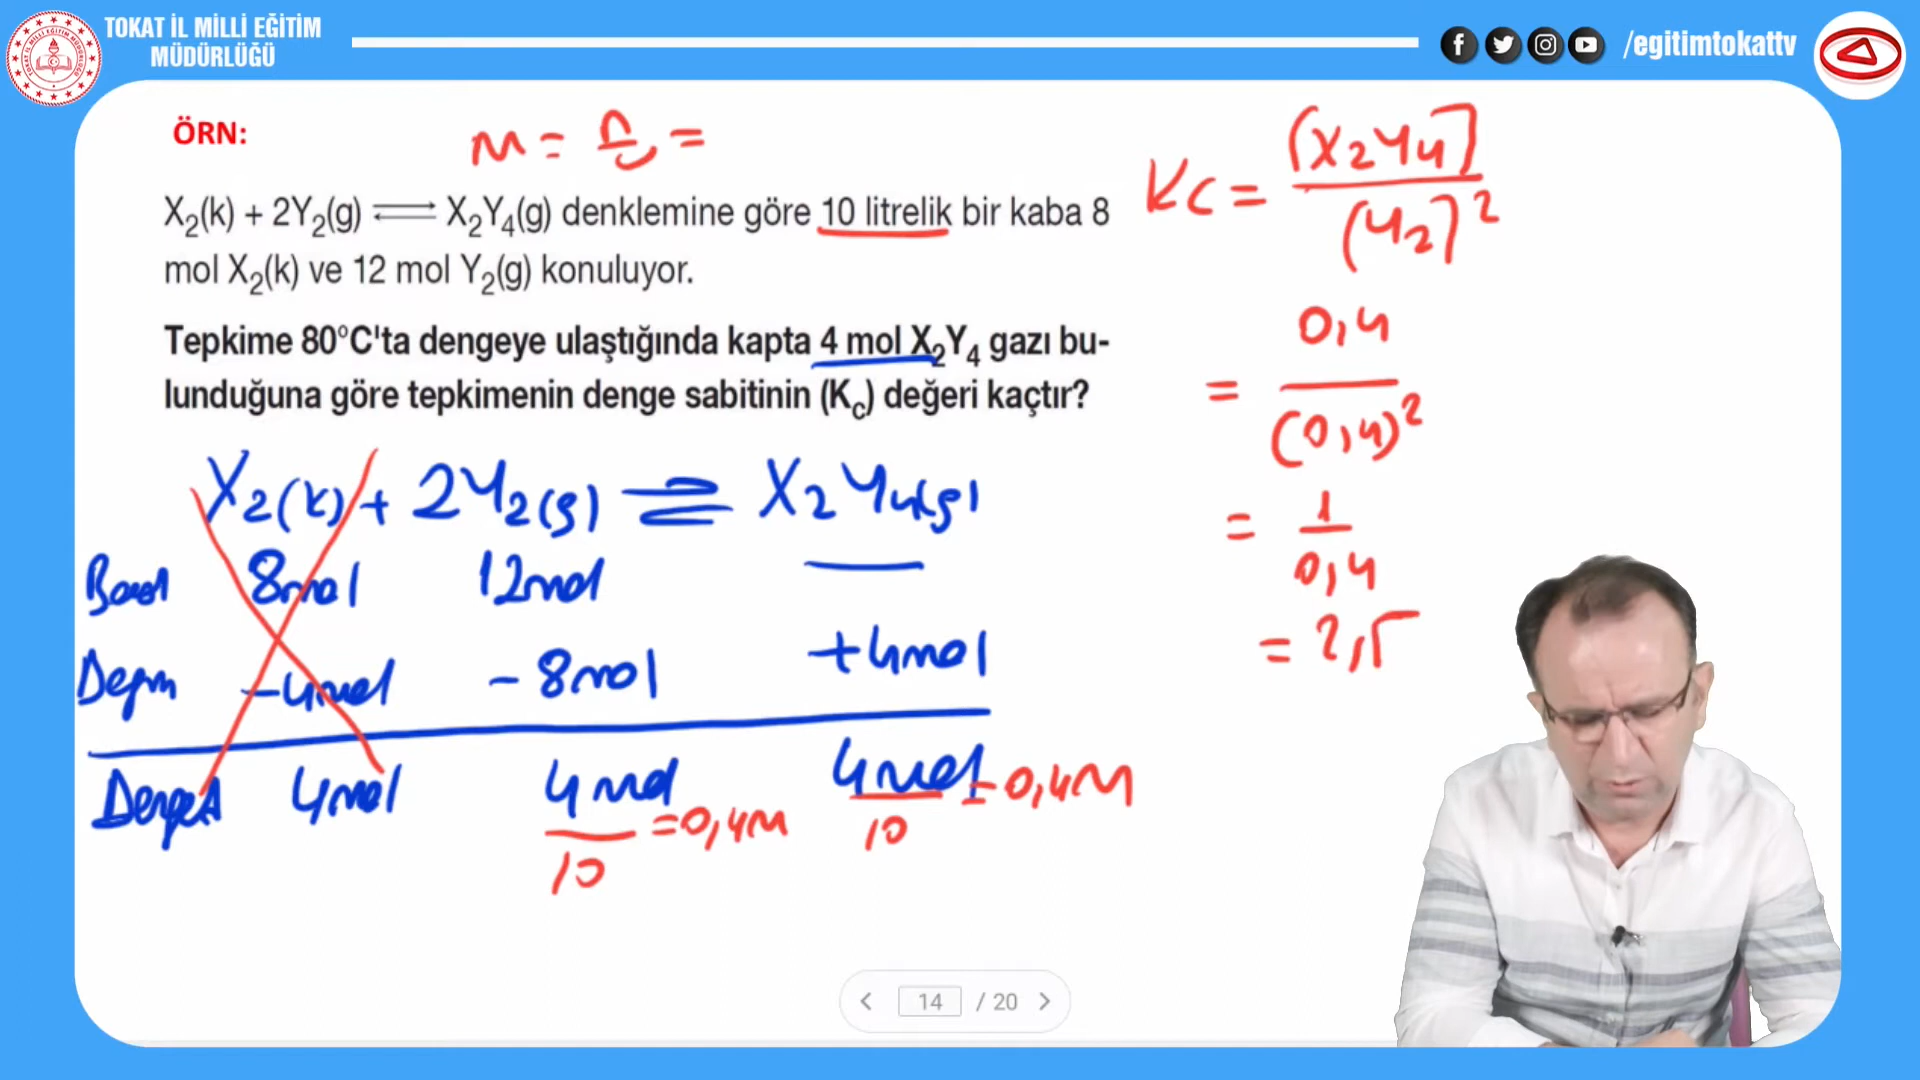 TOKAT İL MİLLİ EĞİTİM
MÜDÜRLÜĞÜ
/egitimtokattv
ÖRN:
M = n/v =
X₂(k) + 2Y₂(g) ⇌ X₂Y₄(g) denklemine göre 10 litrelik bir kaba 8
mol X₂(k) ve 12 mol Y₂(g) konuluyor.
Tepkime 80°C'ta dengeye ulaştığında kapta 4 mol X₂Y₄ gazı bu-
lunduğuna göre tepkimenin denge sabitinin (K꜀) değeri kaçtır?
X₂(k) + 2Y₂(g) ⇌ X₂Y₄(g)
8mol 12mol —
-4mol -8mol +4mol
4mol 4mol/10 = 0,4M 4mol/10 = 0,4M
Kc = [X₂Y₄] / [Y₂]²
= 0,4 / (0,4)²
= 1 / 0,4
= 2,5
14 / 20